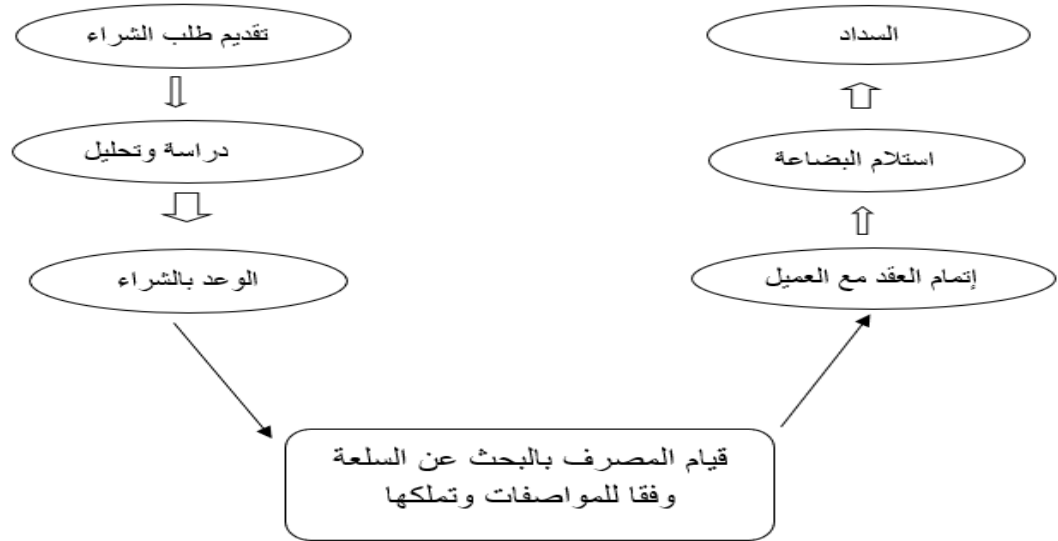 تقديم طلب الشراء
دراسة وتحليل
الوعد بالشراء
قيام المصرف بالبحث عن السلعة
وفقا للمواصفات وتملكها
إتمام العقد مع العميل
استلام البضاعة
السداد